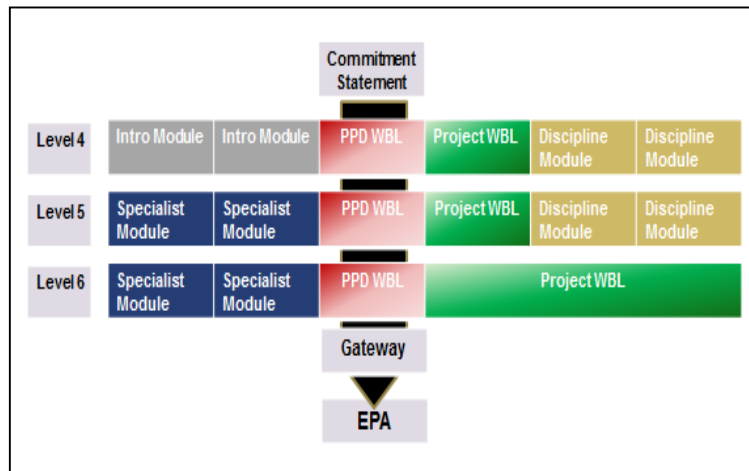 Commitment
Statement
Level 4
Intro Module
Intro Module
PPD WBL
Project WBL
Discipline
Module
Discipline
Module
Level 5
Specialist
Module
Specialist
Module
PPD WBL
Project WBL
Discipline
Module
Discipline
Module
Level 6
Specialist
Module
Specialist
Module
PPD WBL
Project WBL
Gateway
EPA